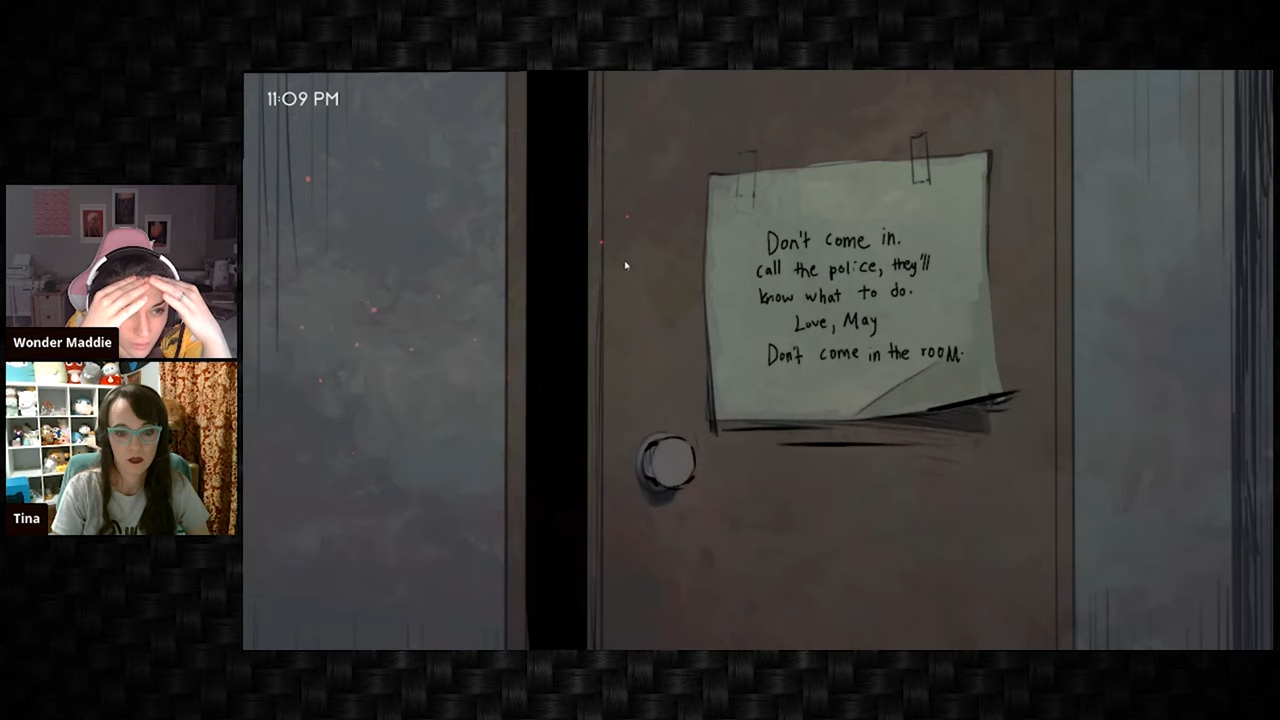 11:09 PM
Don't come in.
call the police, they'll
know what to do.
Love, May
Don't come in the room.
Wonder Maddie
Tina